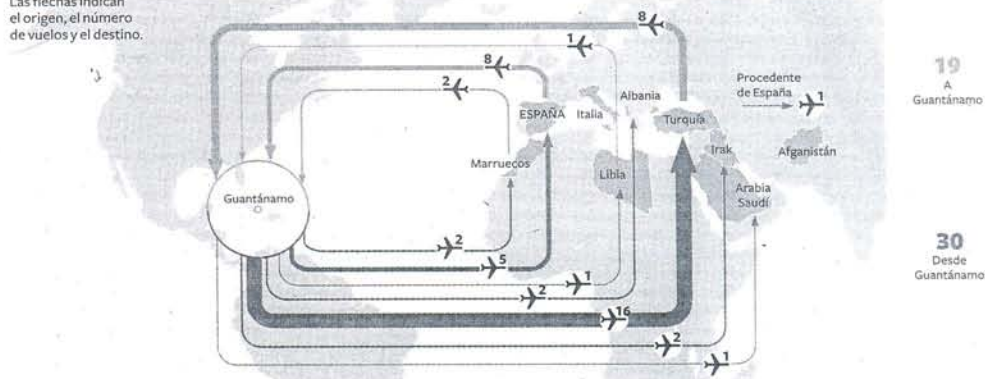 Las flechas indican
el origen, el número
de vuelos y el destino.
8
1
8
2
Procedente
de España
1
19
A
Guantánamo
ESPAÑA
Italia
Albania
Turquía
Marruecos
Libia
Irak
Afganistán
Arabia
Saudí
Guantánamo
2
5
1
2
16
2
1
30
Desde
Guantánamo